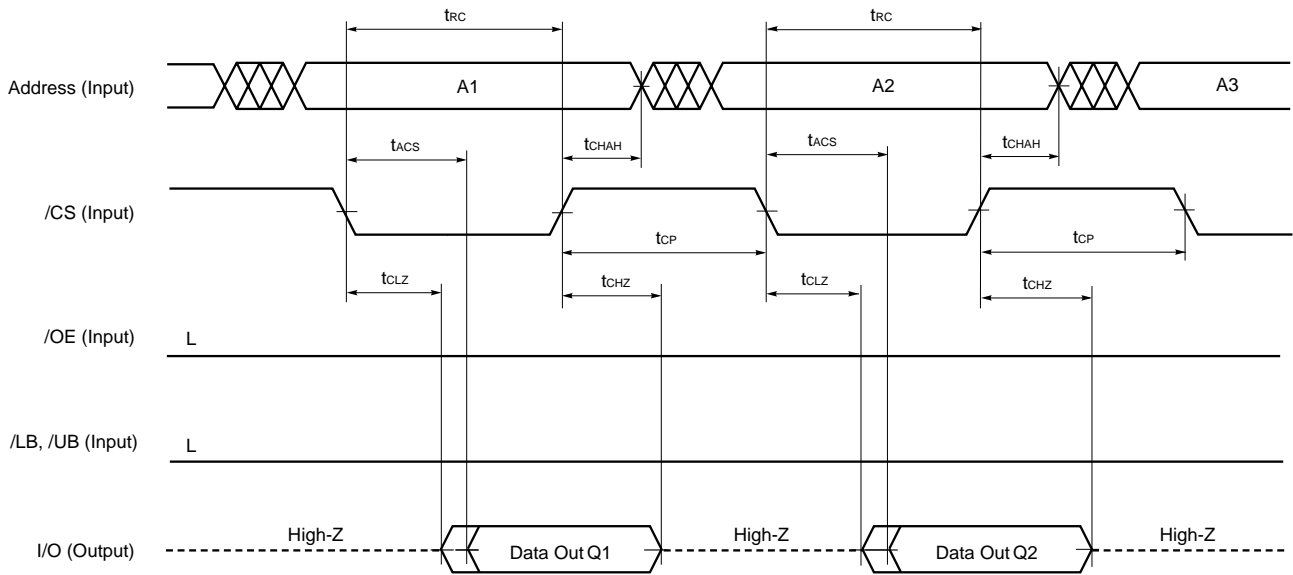 tRC tRC
Address (Input) A1 A2 A3
tACS tCHAH tACS tCHAH
/CS (Input)
tCP tCP
tCLZ tCHZ tCLZ tCHZ
/OE (Input) L
/LB, /UB (Input) L
High-Z High-Z High-Z
I/O (Output) Data Out Q1 Data Out Q2